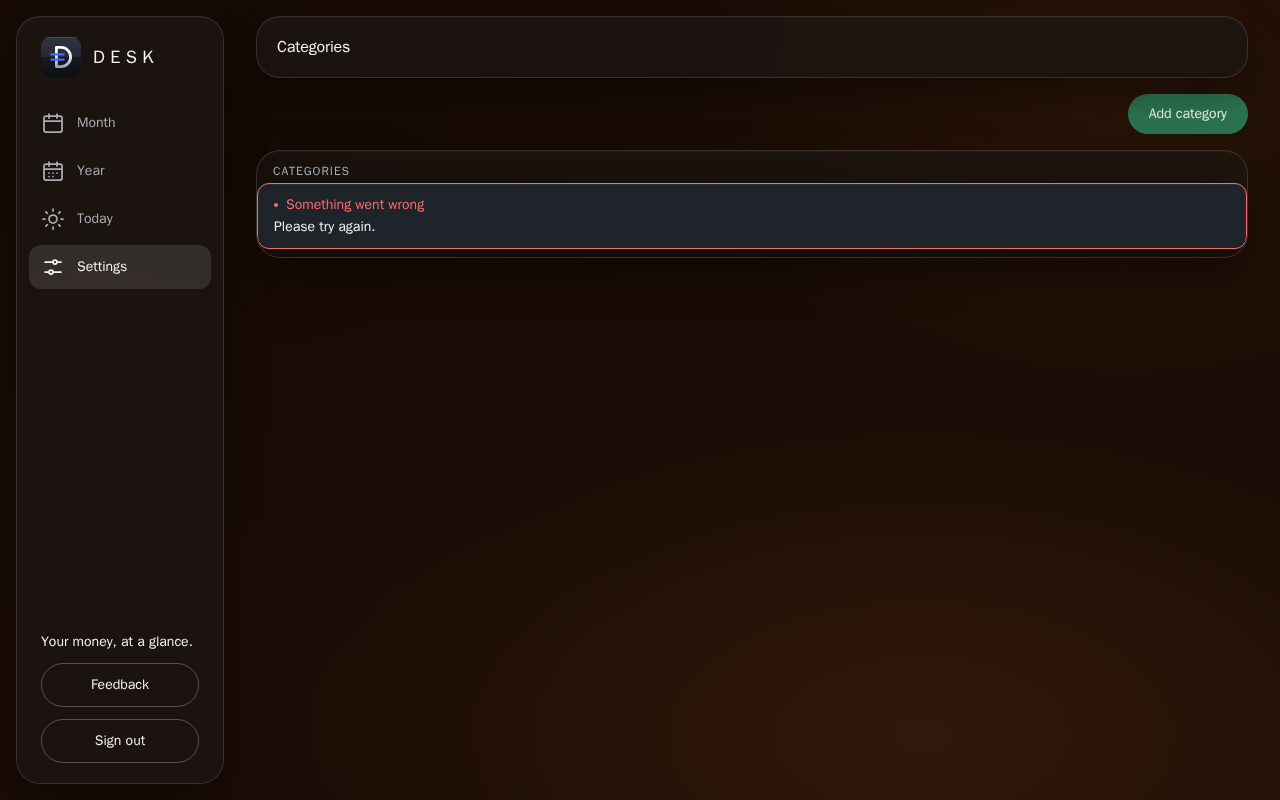 DESK
Month
Year
Today
Settings
Your money, at a glance.
Feedback
Sign out
Categories
Add category
CATEGORIES
Something went wrong
Please try again.